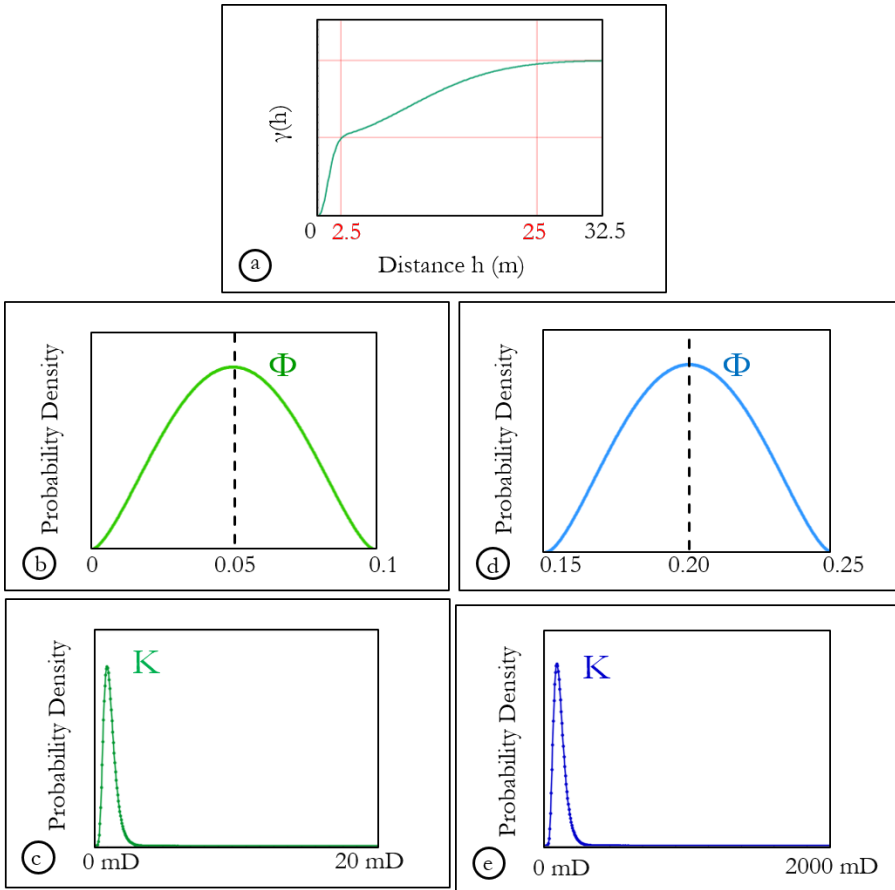 γ(h)
0 2.5 25 32.5
Distance h (m)
a
Probability Density
Φ
0 0.05 0.1
b
Probability Density
Φ
0.15 0.20 0.25
d
Probability Density
K
0 mD 20 mD
c
Probability Density
K
0 mD 2000 mD
e